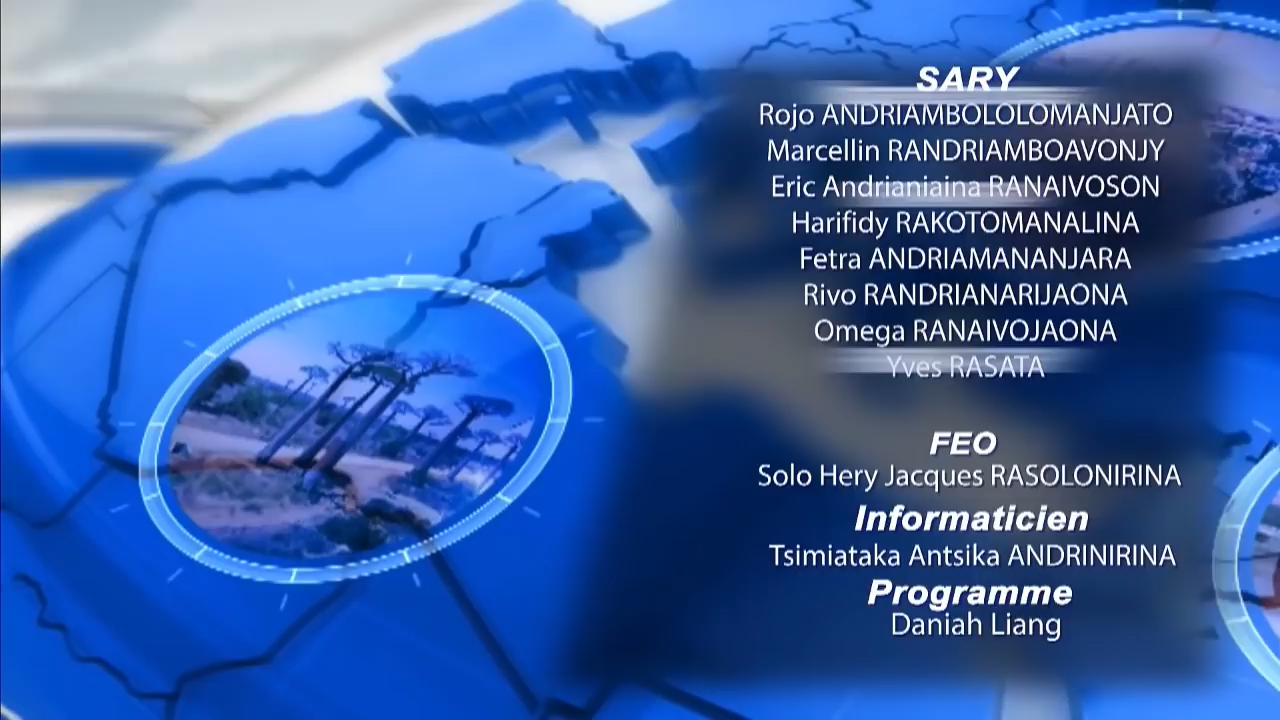 SARY
Rojo ANDRIAMBOLOLOMANJATO
Marcellin RANDRIAMBOAVONJY
Eric Andrianiaina RANAIVOSON
Harifidy RAKOTOMANALINA
Fetra ANDRIAMANANJARA
Rivo RANDRIANARIJAONA
Omega RANAIVOJAONA
Yves RASATA
FEO
Solo Hery Jacques RASOLONIRINA
Informaticien
Tsimiataka Antsika ANDRINIRINA
Programme
Daniah Liang